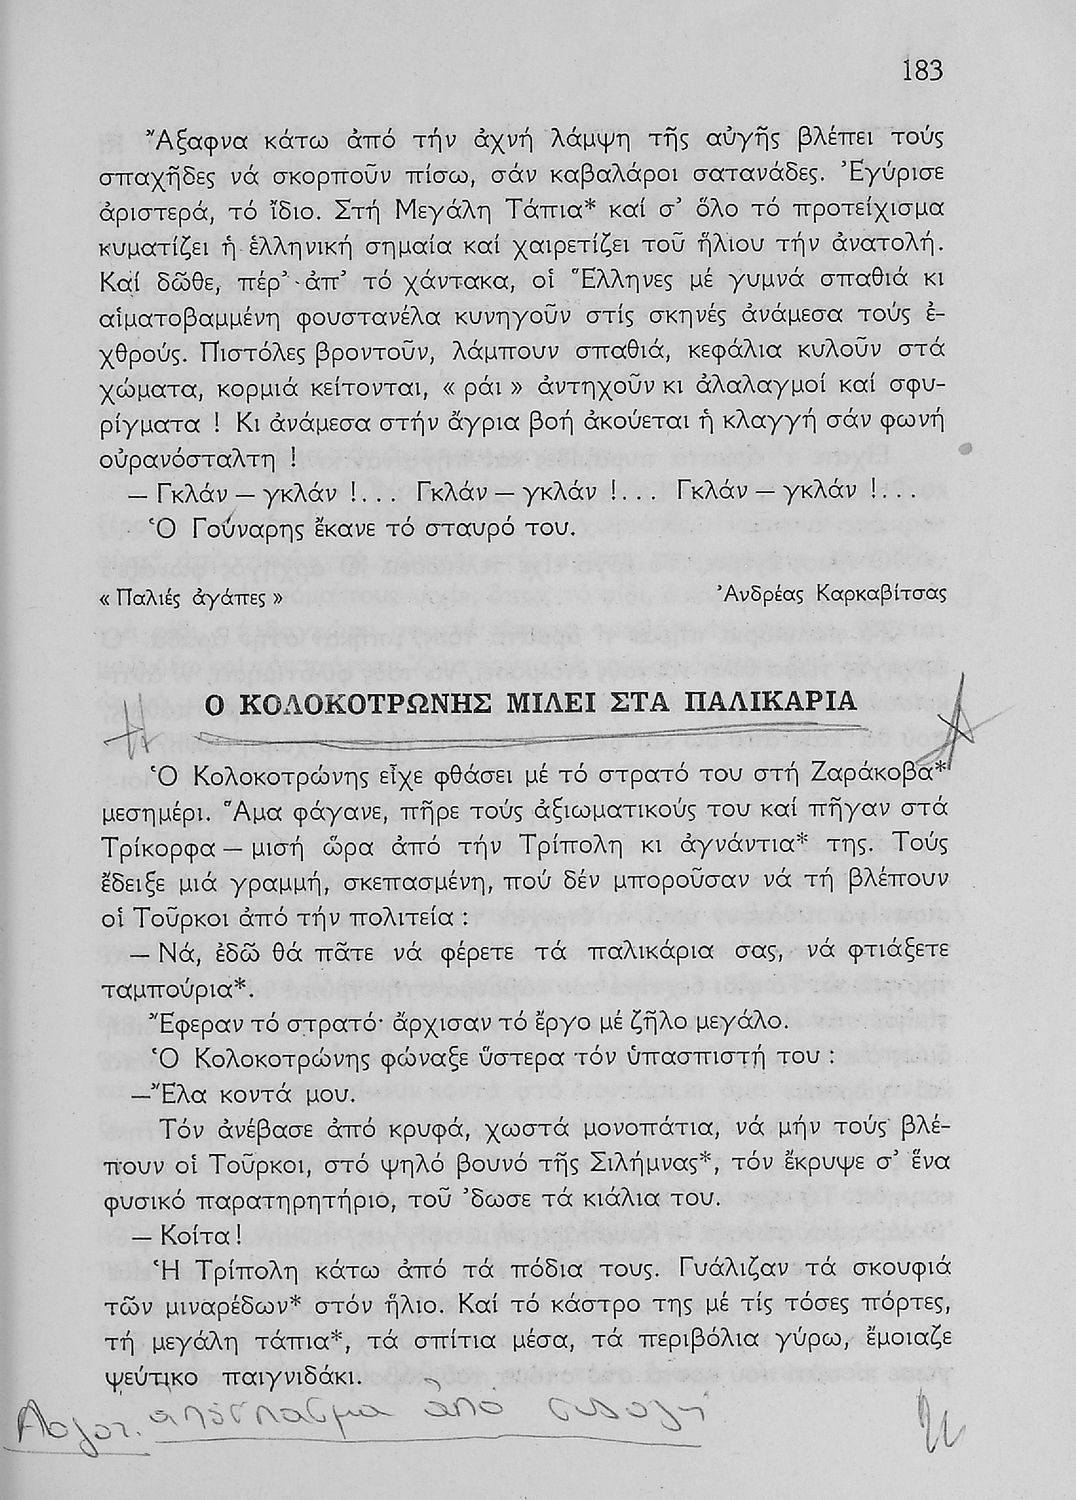 183
Ἄξαφνα κάτω ἀπό τήν ἀχνή λάμψη τῆς αὐγῆς βλέπει τούς
σπαχῆδες νά σκορποῦν πίσω, σάν καβαλάροι σατανάδες. Ἐγύρισε
ἀριστερά, τό ἴδιο. Στή Μεγάλη Τάπια* καί σ’ ὅλο τό προτείχισμα
κυματίζει ἡ ἑλληνική σημαία καί χαιρετίζει τοῦ ἥλιου τήν ἀνατολή.
Καί δῶθε, πέρ’ ἀπ’ τό χάντακα, οἱ Ἕλληνες μέ γυμνά σπαθιά κι
αἱματοβαμμένη φουστανέλα κυνηγοῦν στίς σκηνές ἀνάμεσα τούς ἐ-
χθρούς. Πιστόλες βροντοῦν, λάμπουν σπαθιά, κεφάλια κυλοῦν στά
χώματα, κορμιά κείτονται, « ράι » ἀντηχοῦν κι ἀλαλαγμοί καί σφυ-
ρίγματα ! Κι ἀνάμεσα στήν ἄγρια βοή ἀκούεται ἡ κλαγγή σάν φωνή
οὐρανόσταλτη !
— Γκλάν — γκλάν !... Γκλάν — γκλάν !... Γκλάν — γκλάν !...
Ὁ Γούναρης ἔκανε τό σταυρό του.
« Παλιές ἀγάπες » Ἀνδρέας Καρκαβίτσας
Ο ΚΟΛΟΚΟΤΡΩΝΗΣ ΜΙΛΕΙ ΣΤΑ ΠΑΛΙΚΑΡΙΑ
Ὁ Κολοκοτρώνης εἶχε φθάσει μέ τό στρατό του στή Ζαράκοβα*
μεσημέρι. Ἅμα φάγανε, πῆρε τούς ἀξιωματικούς του καί πῆγαν στά
Τρίκορφα — μισή ὥρα ἀπό τήν Τρίπολη κι ἀγνάντια* της. Τούς
ἔδειξε μιά γραμμή, σκεπασμένη, πού δέν μποροῦσαν νά τή βλέπουν
οἱ Τοῦρκοι ἀπό τήν πολιτεία :
— Νά, ἐδῶ θά πᾶτε νά φέρετε τά παλικάρια σας, νά φτιάξετε
ταμπούρια*.
Ἔφεραν τό στρατό· ἄρχισαν τό ἔργο μέ ζῆλο μεγάλο.
Ὁ Κολοκοτρώνης φώναξε ὕστερα τόν ὑπασπιστή του :
—Ἔλα κοντά μου.
Τόν ἀνέβασε ἀπό κρυφά, χωστά μονοπάτια, νά μήν τούς βλέ-
πουν οἱ Τοῦρκοι, στό ψηλό βουνό τῆς Σιλήμνας*, τόν ἔκρυψε σ’ ἕνα
φυσικό παρατηρητήριο, τοῦ ’δωσε τά κιάλια του.
— Κοίτα !
Ἡ Τρίπολη κάτω ἀπό τά πόδια τους. Γυάλιζαν τά σκουφιά
τῶν μιναρέδων* στόν ἥλιο. Καί τό κάστρο της μέ τίς τόσες πόρτες,
τή μεγάλη τάπια*, τά σπίτια μέσα, τά περιβόλια γύρω, ἔμοιαζε
ψεύτικο παιγνιδάκι.
απόσπασμα από